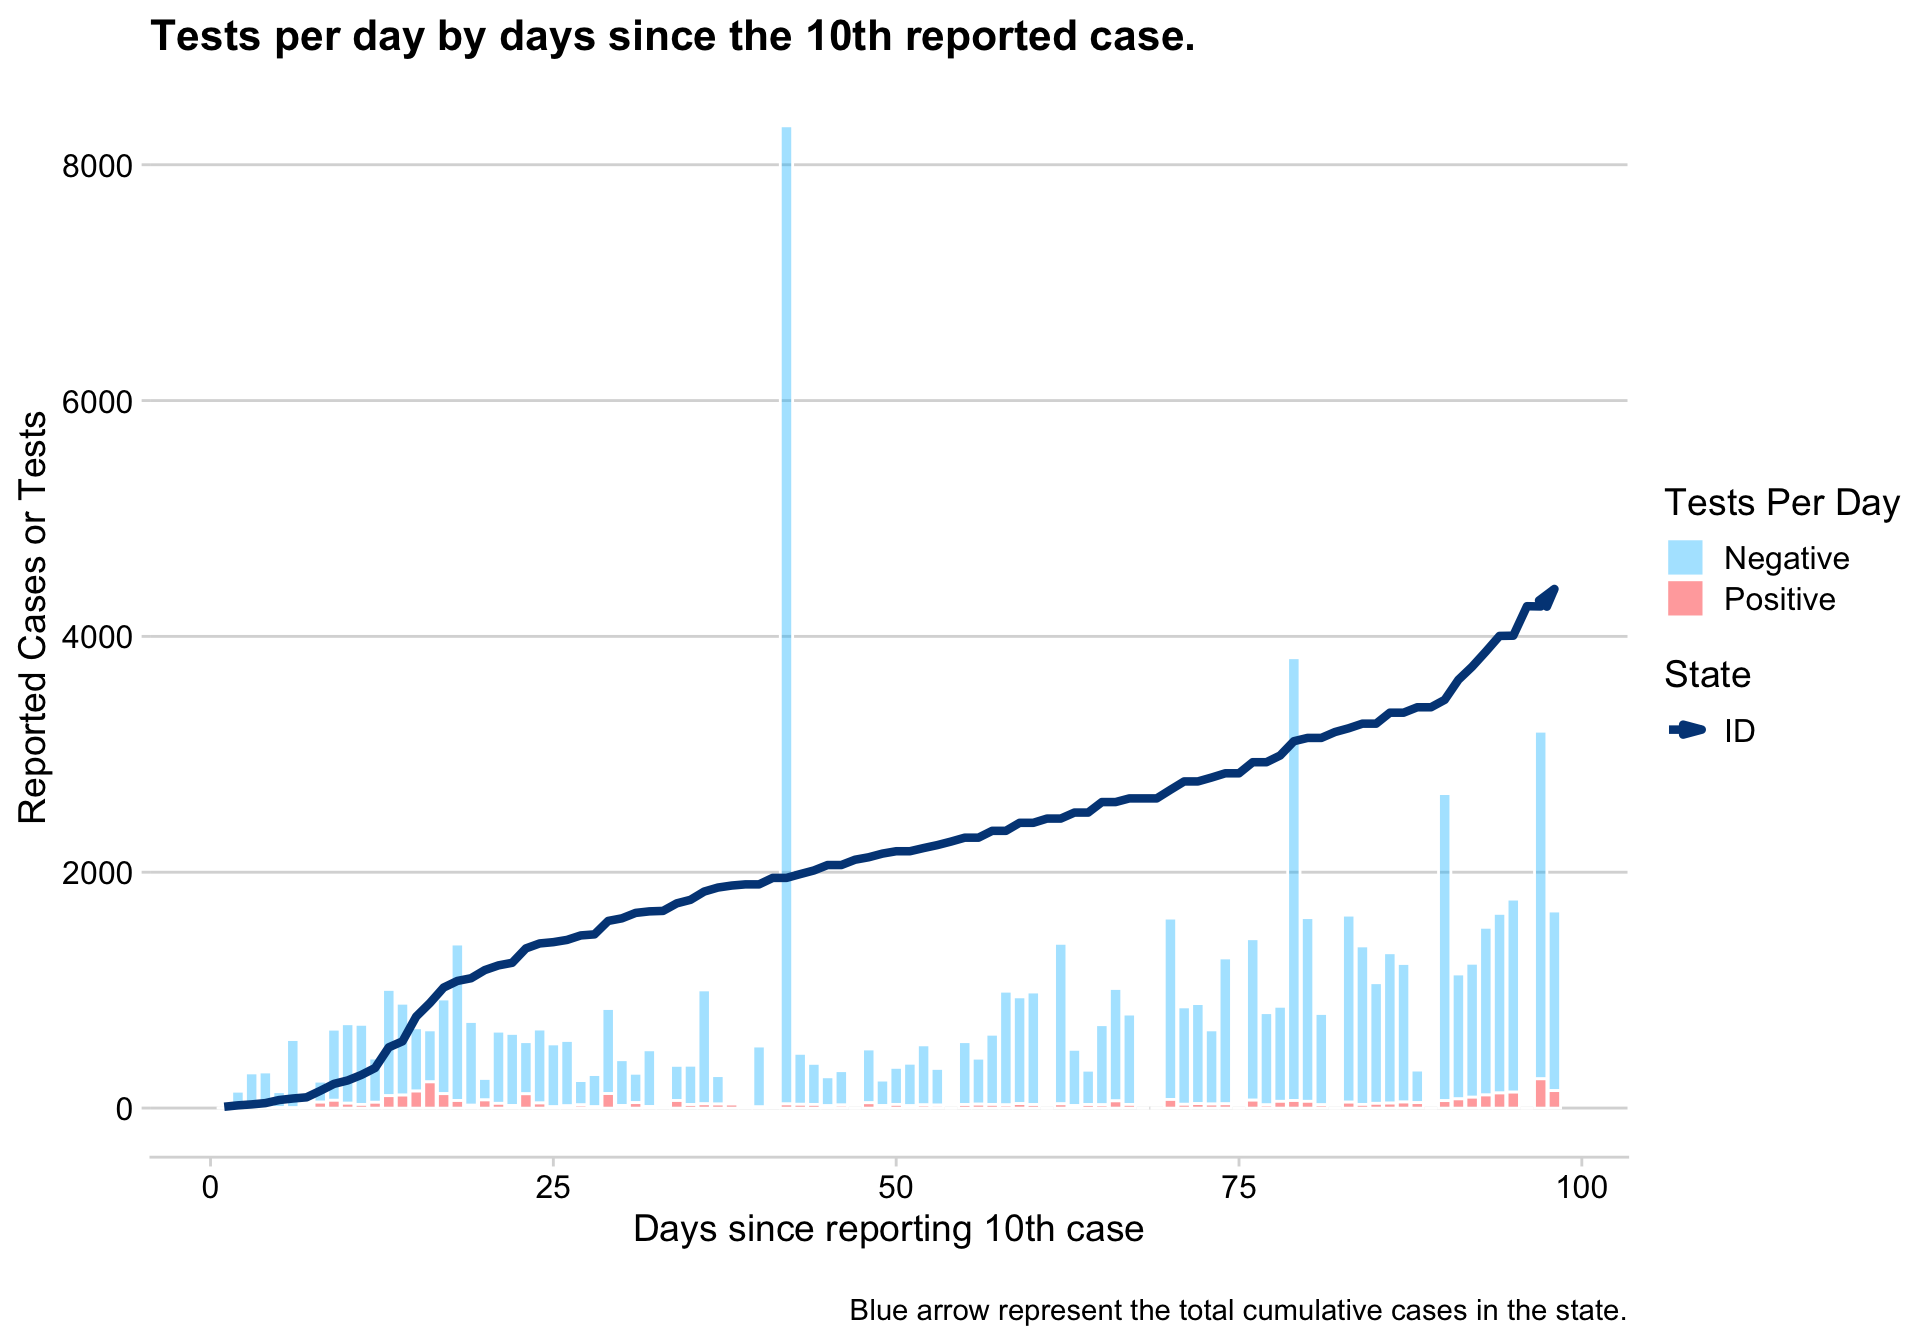 Tests per day by days since the 10th reported case.
8000
6000
4000
2000
0
Reported Cases or Tests
0 25 50 75 100
Days since reporting 10th case
Tests Per Day
Negative
Positive
State
ID
Blue arrow represent the total cumulative cases in the state.